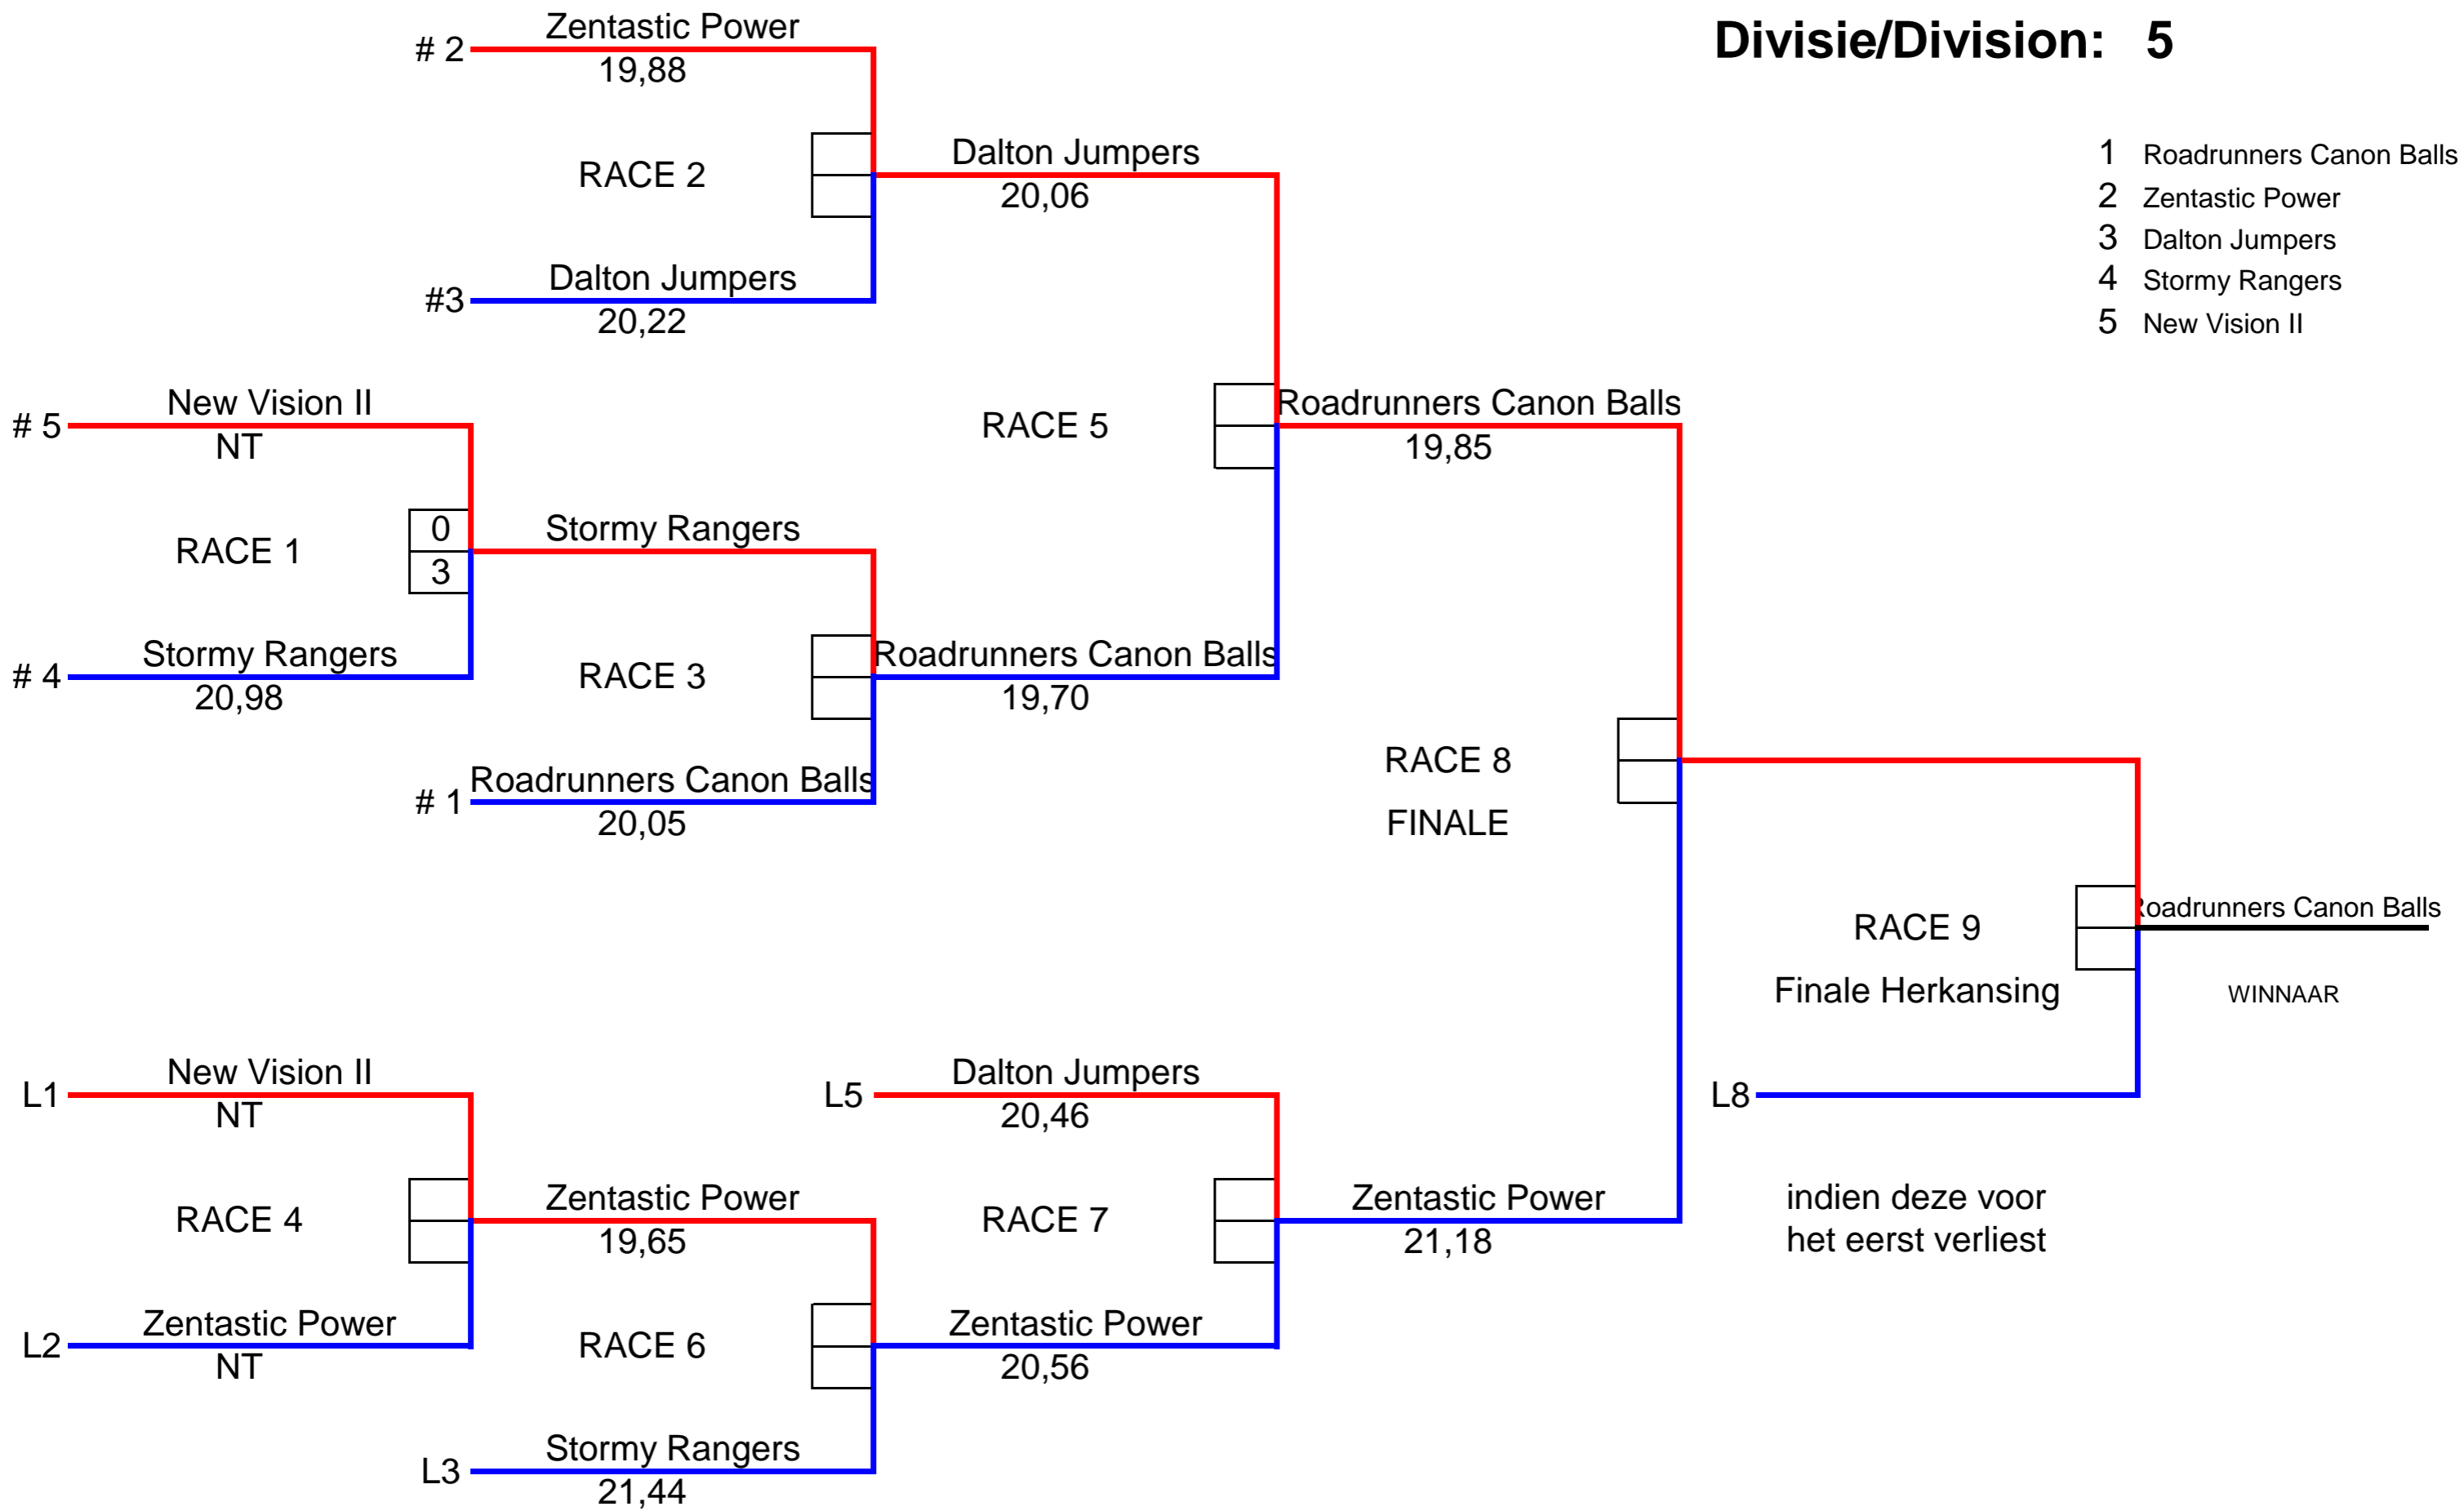 Divisie/Division: 5
1 Roadrunners Canon Balls
2 Zentastic Power
3 Dalton Jumpers
4 Stormy Rangers
5 New Vision II
# 2
Zentastic Power
19,88
RACE 2
#3
Dalton Jumpers
20,22
Dalton Jumpers
20,06
# 5
New Vision II
NT
RACE 1
0
3
# 4
Stormy Rangers
20,98
Stormy Rangers
RACE 3
# 1
Roadrunners Canon Balls
20,05
Roadrunners Canon Balls
19,70
RACE 5
Roadrunners Canon Balls
19,85
RACE 8
FINALE
L1
New Vision II
NT
RACE 4
L2
Zentastic Power
NT
Zentastic Power
19,65
RACE 6
L3
Stormy Rangers
21,44
L5
Dalton Jumpers
20,46
RACE 7
Zentastic Power
20,56
Zentastic Power
21,18
RACE 9
Finale Herkansing
Roadrunners Canon Balls
WINNAAR
L8
indien deze voor
het eerst verliest